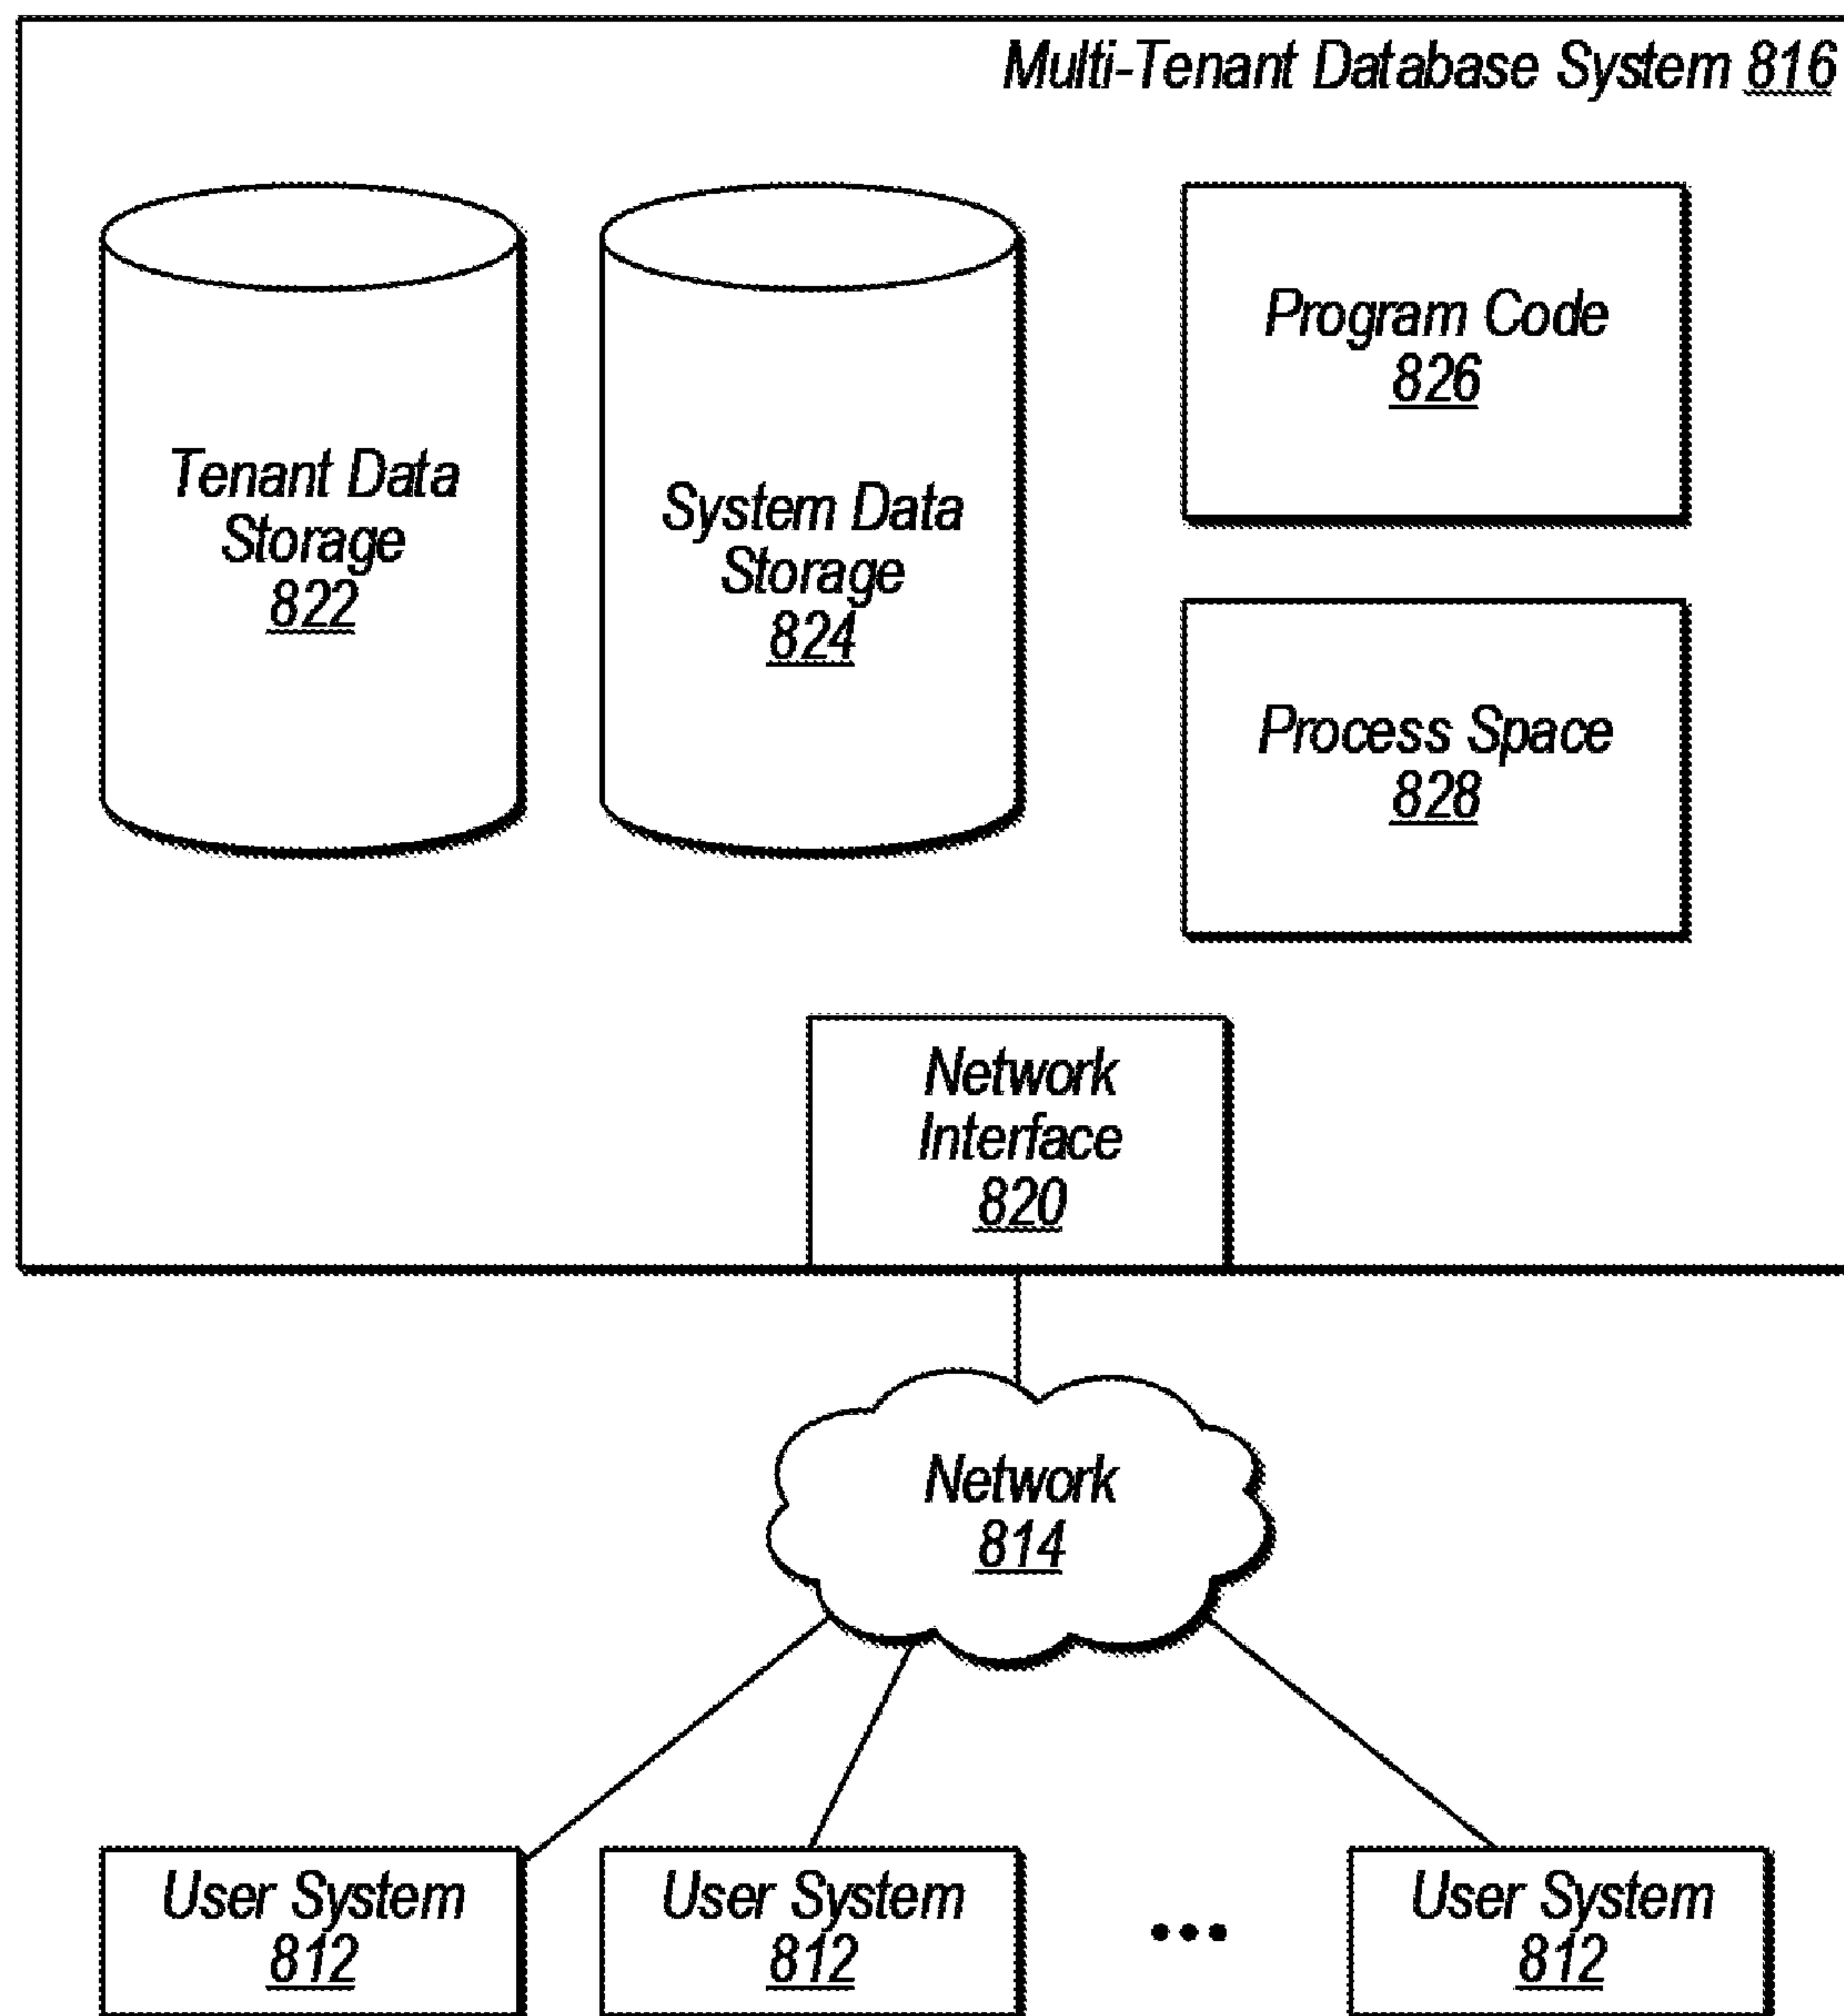 Multi-Tenant Database System 816
Tenant Data
Storage
822
System Data
Storage
824
Program Code
826
Process Space
828
Network
Interface
820
Network
814
User System
812
User System
812
•••
User System
812